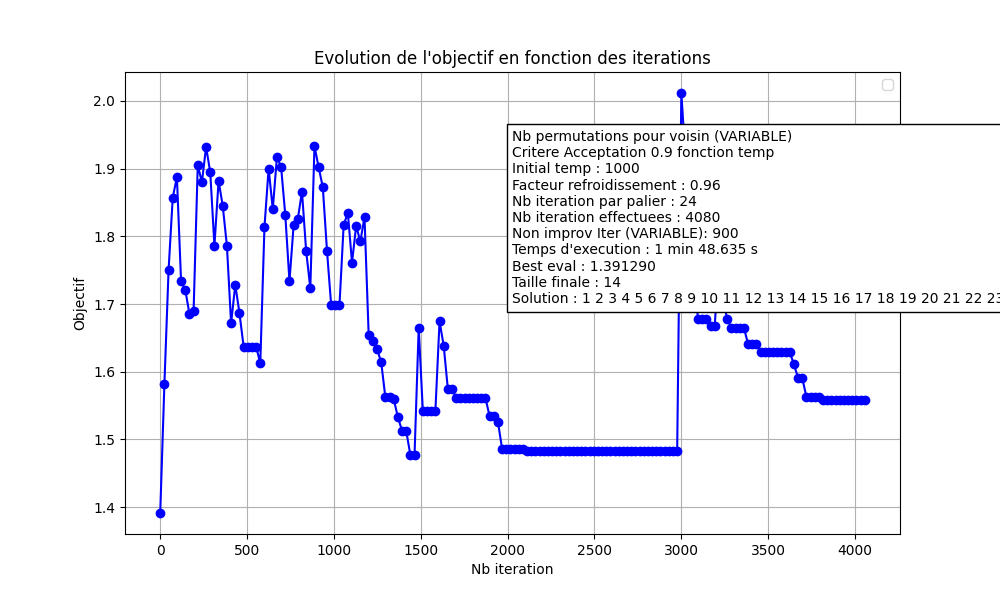 Evolution de l'objectif en fonction des iterations
Nb permutations pour voisin (VARIABLE)
Critere Acceptation 0.9 fonction temp
Initial temp : 1000
Facteur refroidissement : 0.96
Nb iteration par palier : 24
Nb iteration effectuees : 4080
Non improv Iter (VARIABLE): 900
Temps d'execution : 1 min 48.635 s
Best eval : 1.391290
Taille finale : 14
Solution : 1 2 3 4 5 6 7 8 9 10 11 12 13 14 15 16 17 18 19 20 21 22 23
Objectif
2.0
1.9
1.8
1.7
1.6
1.5
1.4
0 500 1000 1500 2000 2500 3000 3500 4000
Nb iteration